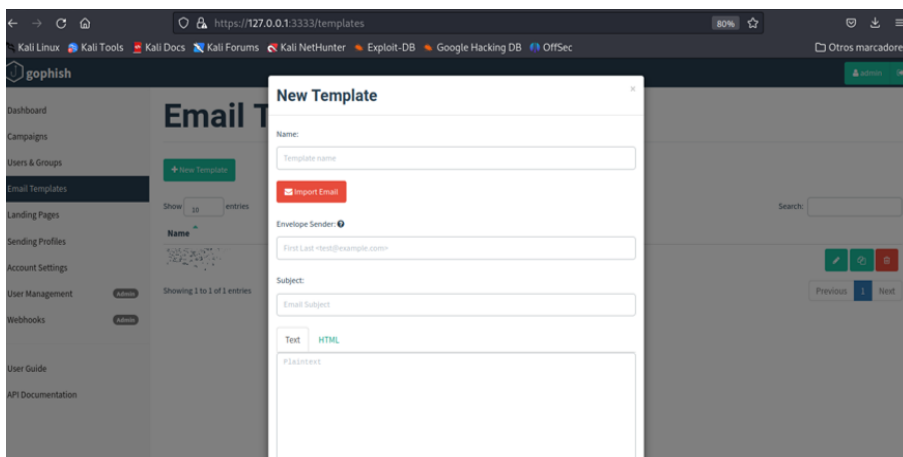 https://127.0.0.1:3333/templates
80%
Kali Linux Kali Tools Kali Docs Kali Forums Kali NetHunter Exploit-DB Google Hacking DB OffSec
Otros marcadore
gophish
admin
Dashboard
Campaigns
Users & Groups
Email Templates
Landing Pages
Sending Profiles
Account Settings
User Management Admin
Webhooks Admin
User Guide
API Documentation
Email T
+ New Template
Show 10 entries
Search:
Name
Showing 1 to 1 of 1 entries
Previous 1 Next
New Template
×
Name:
Template name
Import Email
Envelope Sender:
First Last <test@example.com>
Subject:
Email Subject
Text HTML
Plaintext